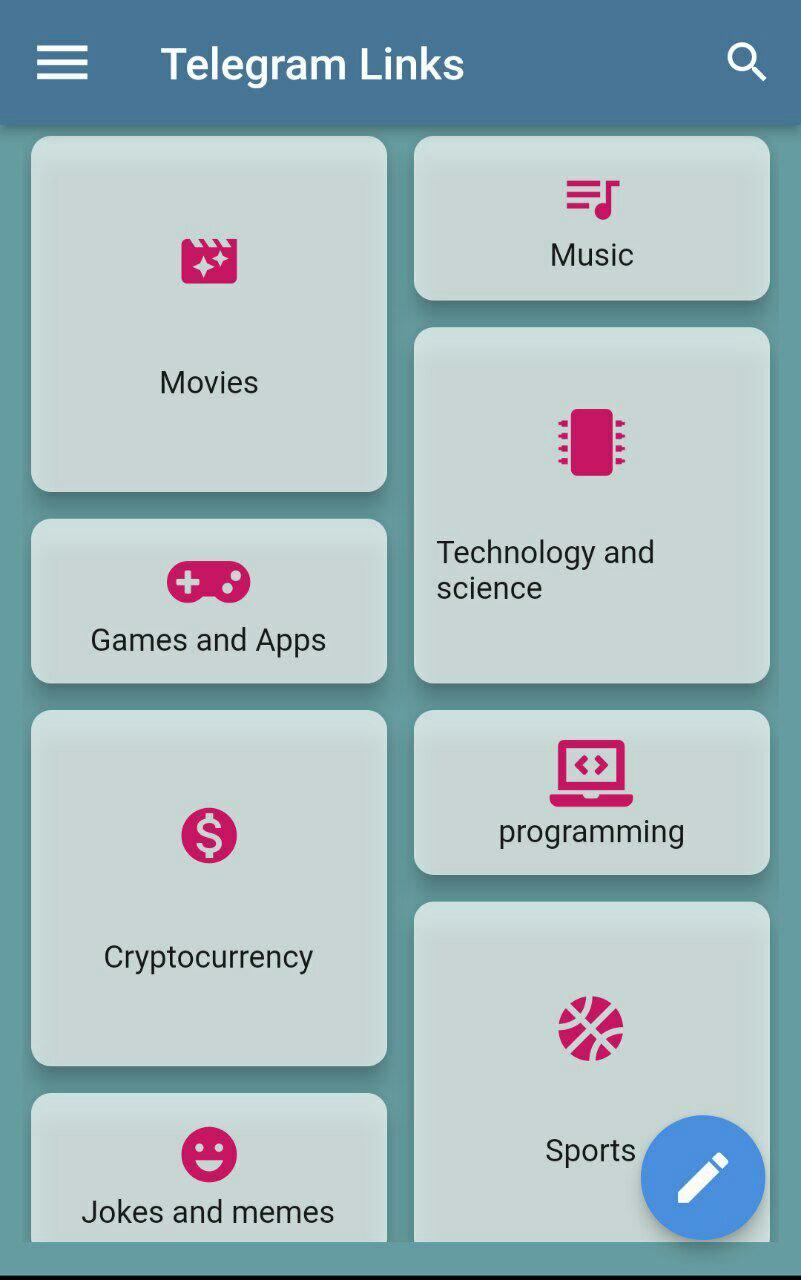 Telegram Links
Movies
Music
Technology and
science
Games and Apps
Cryptocurrency
programming
Sports
Jokes and memes